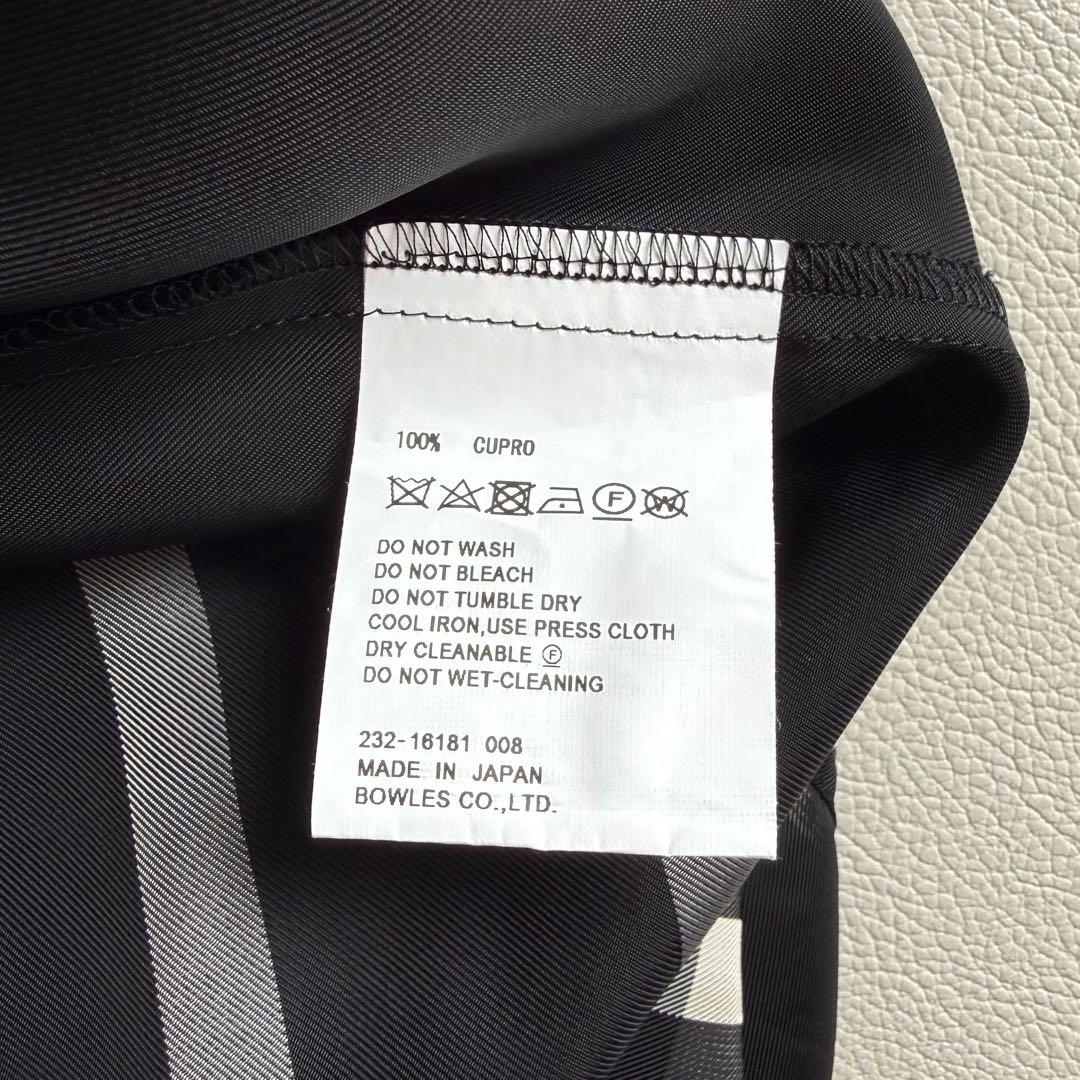 100% CUPRO
F W
DO NOT WASH
DO NOT BLEACH
DO NOT TUMBLE DRY
COOL IRON,USE PRESS CLOTH
DRY CLEANABLE Ⓕ
DO NOT WET-CLEANING
232-16181 008
MADE IN JAPAN
BOWLES CO.,LTD.